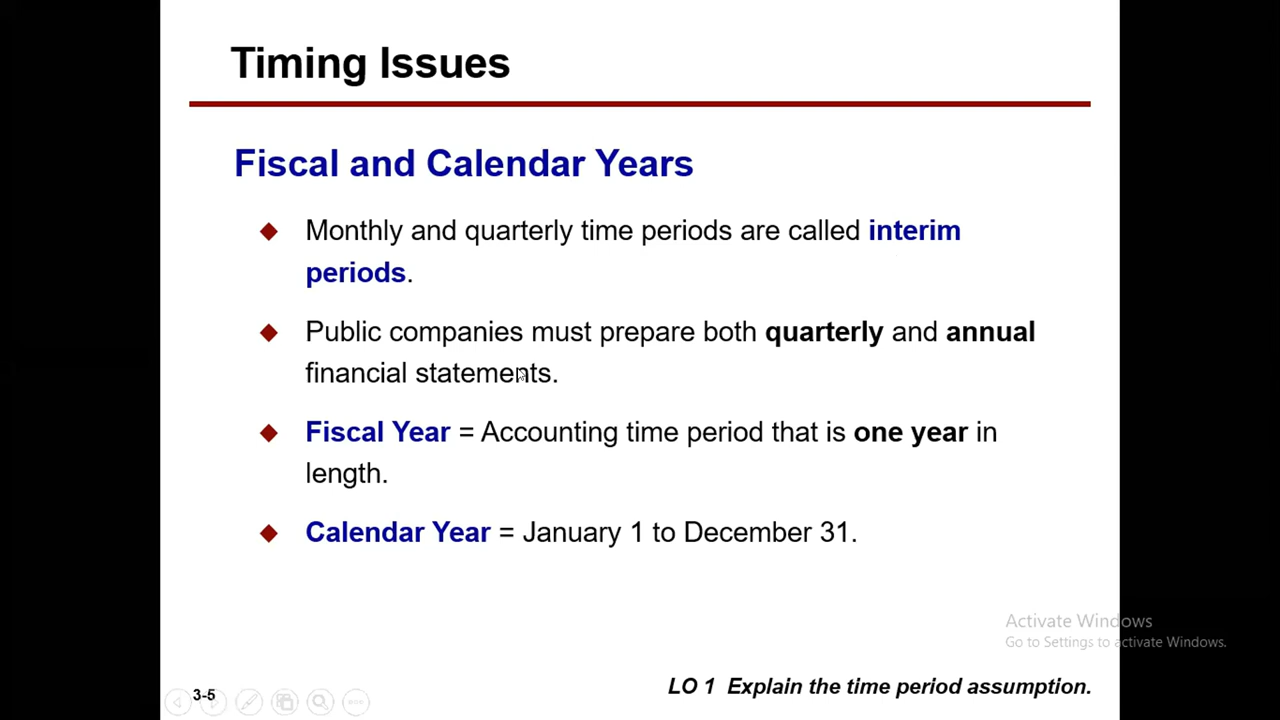 Timing Issues
Fiscal and Calendar Years
Monthly and quarterly time periods are called interim
periods.
Public companies must prepare both quarterly and annual
financial statements.
Fiscal Year = Accounting time period that is one year in
length.
Calendar Year = January 1 to December 31.
Activate Windows
Go to Settings to activate Windows.
3-5
LO 1 Explain the time period assumption.